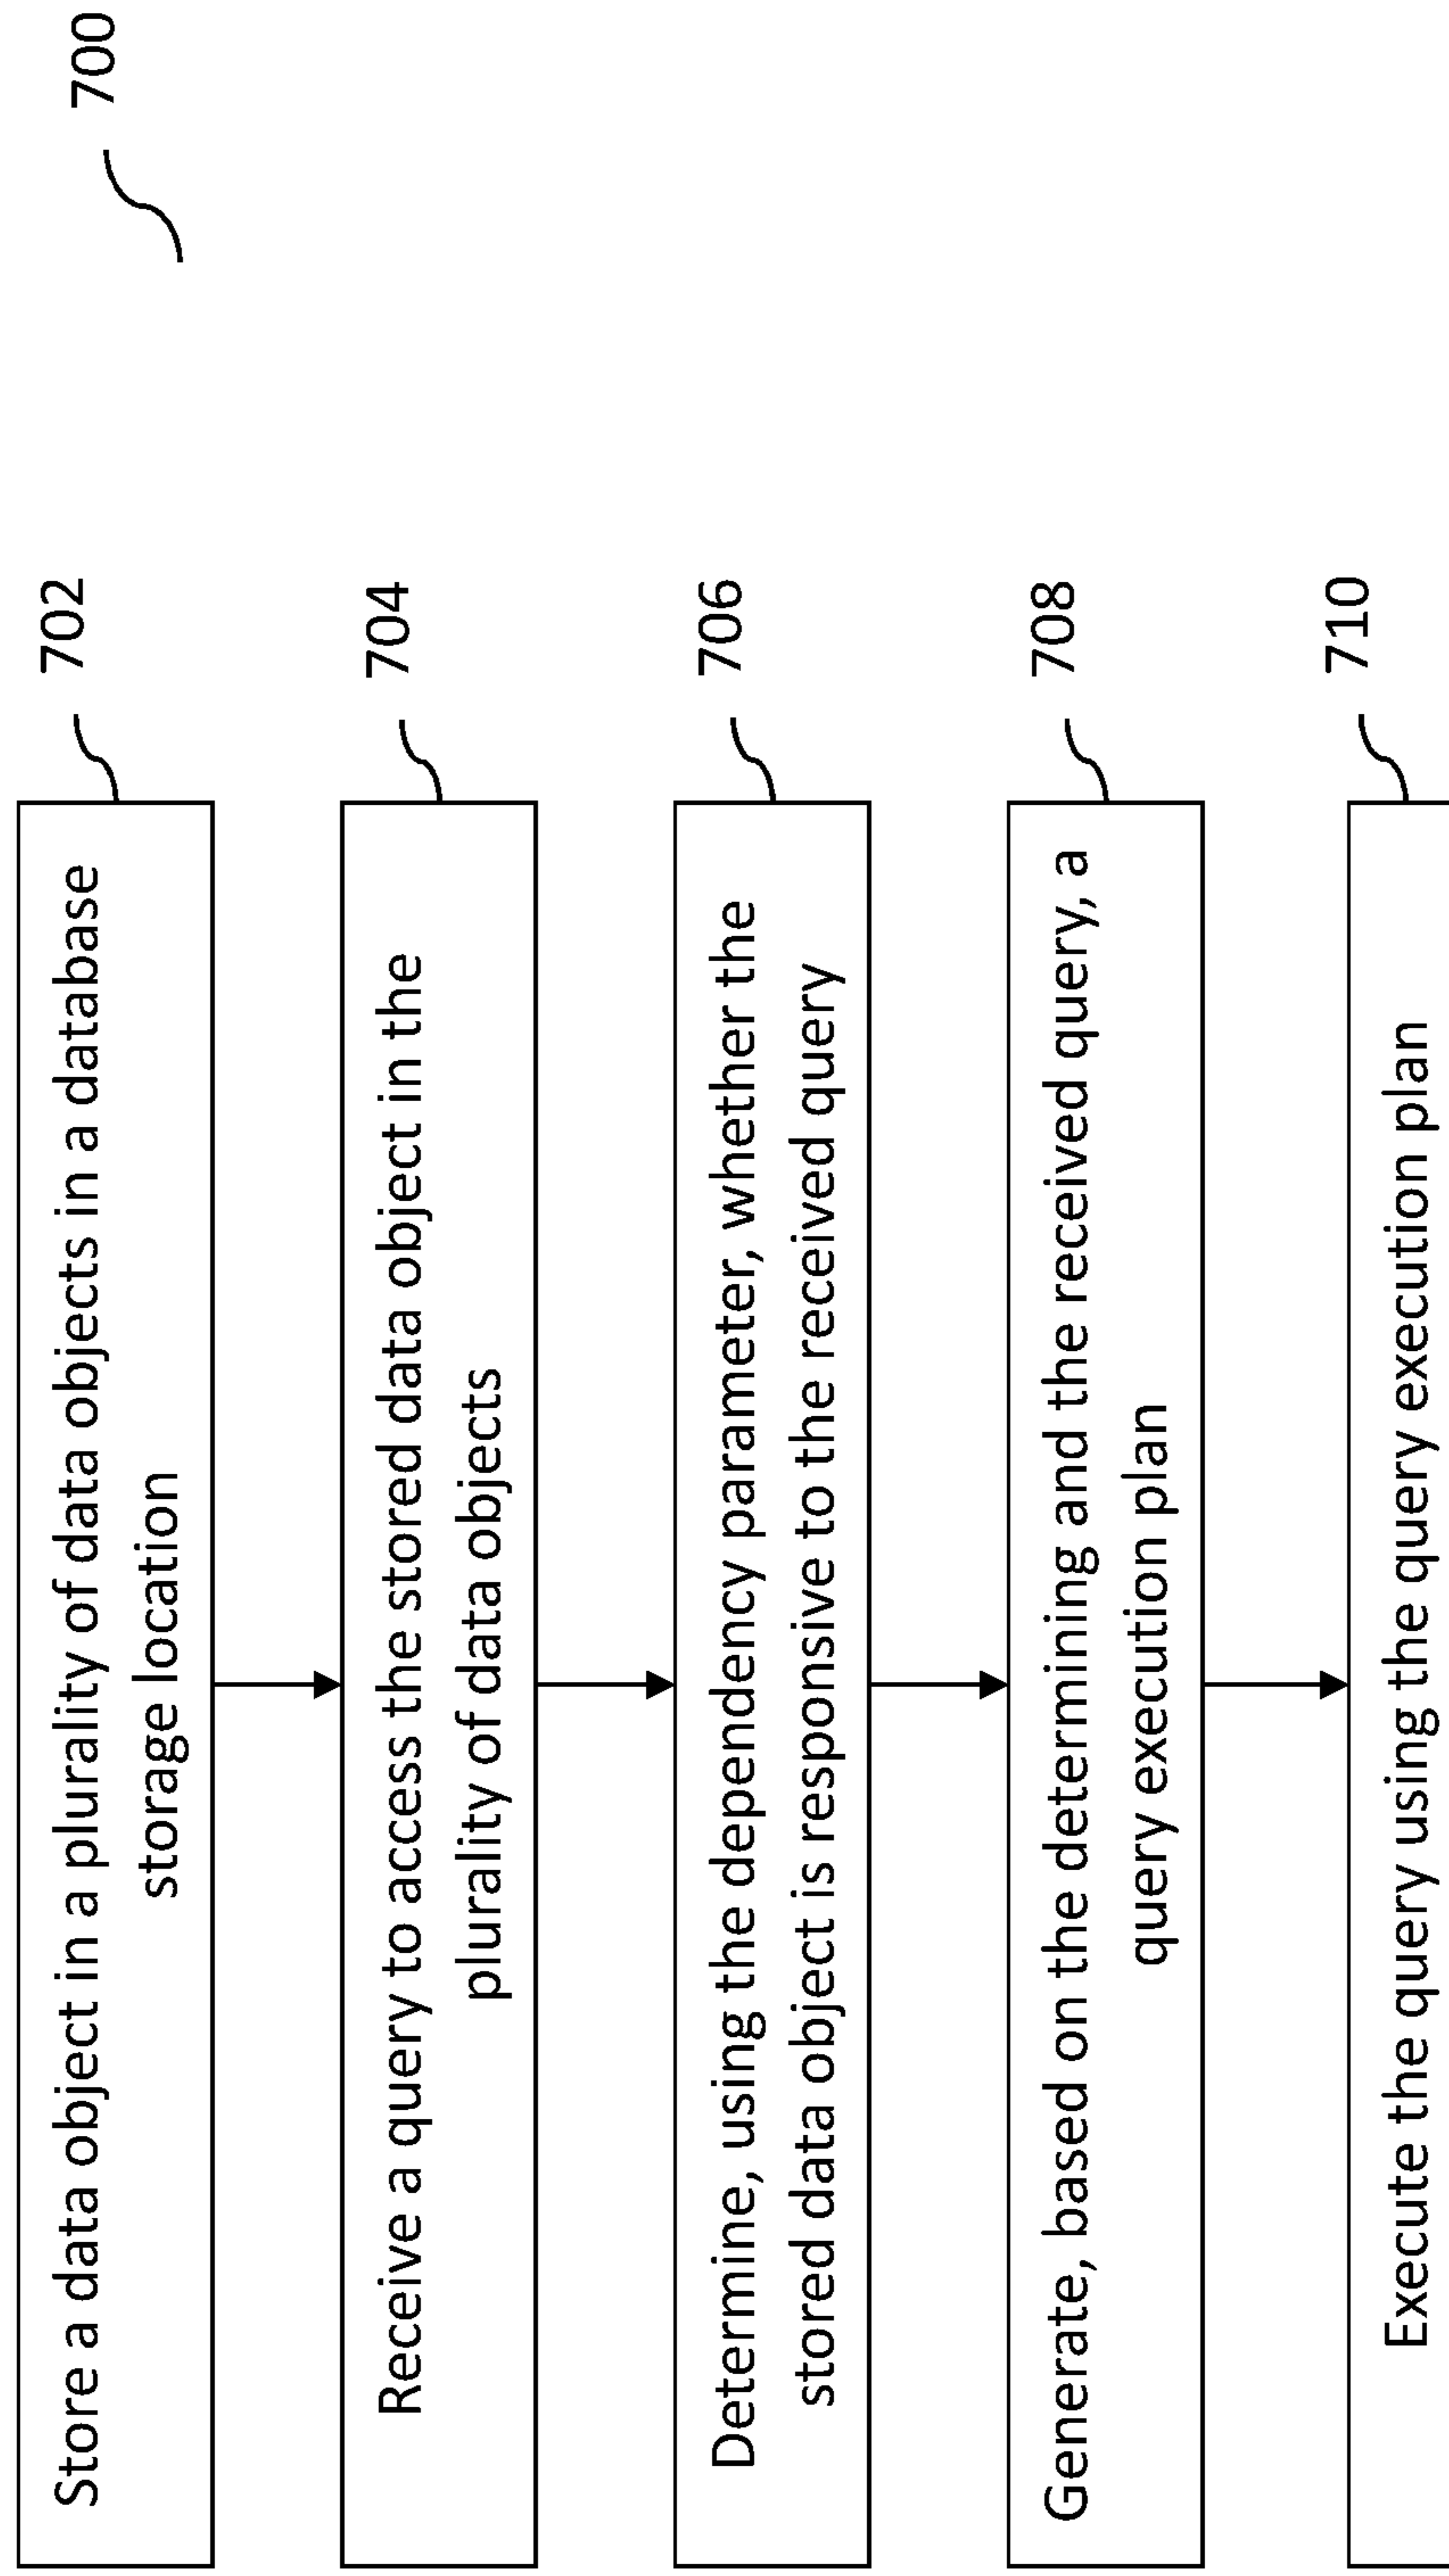 700
702
Store a data object in a plurality of data objects in a database
storage location
704
Receive a query to access the stored data object in the
plurality of data objects
706
Determine, using the dependency parameter, whether the
stored data object is responsive to the received query
708
Generate, based on the determining and the received query, a
query execution plan
710
Execute the query using the query execution plan